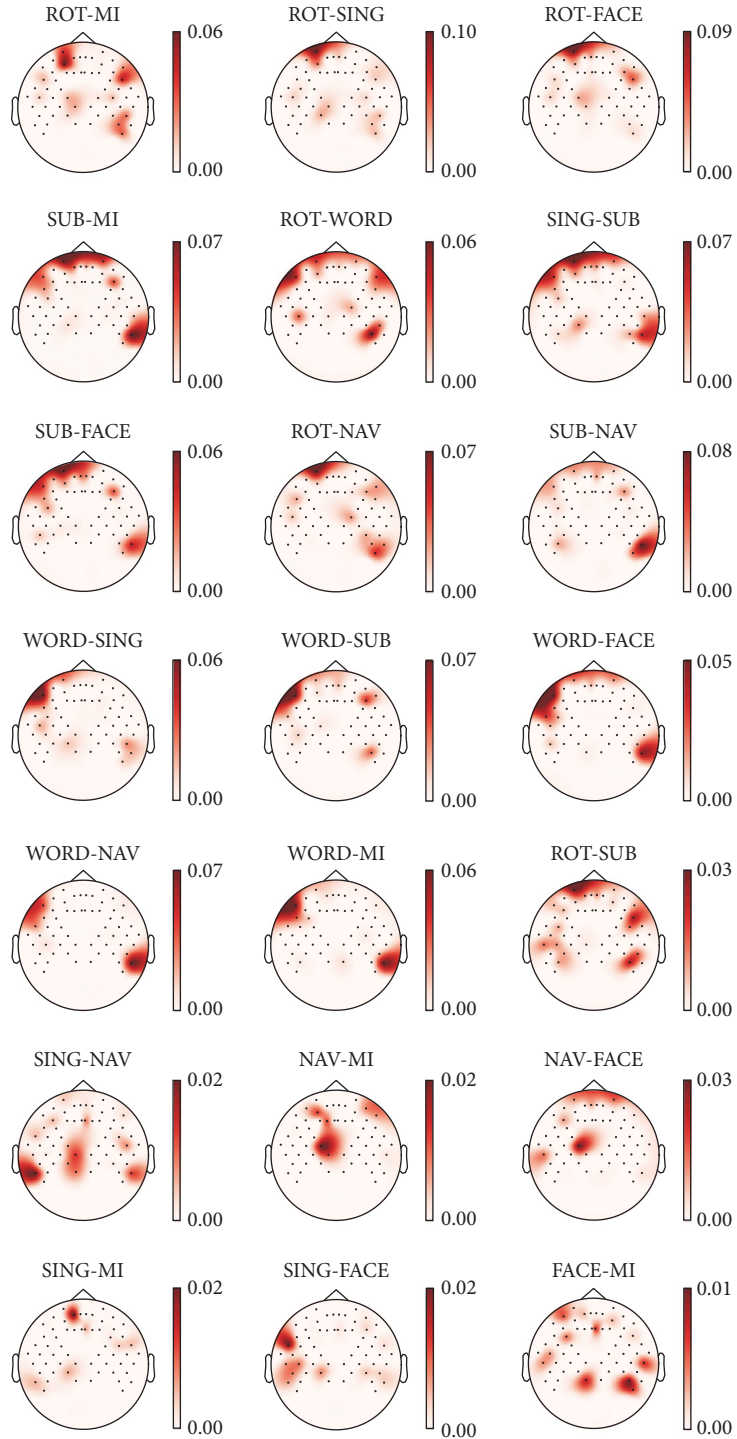 ROT-MI
0.06
0.00
ROT-SING
0.10
0.00
ROT-FACE
0.09
0.00
SUB-MI
0.07
0.00
ROT-WORD
0.06
0.00
SING-SUB
0.07
0.00
SUB-FACE
0.06
0.00
ROT-NAV
0.07
0.00
SUB-NAV
0.08
0.00
WORD-SING
0.06
0.00
WORD-SUB
0.07
0.00
WORD-FACE
0.05
0.00
WORD-NAV
0.07
0.00
WORD-MI
0.06
0.00
ROT-SUB
0.03
0.00
SING-NAV
0.02
0.00
NAV-MI
0.02
0.00
NAV-FACE
0.03
0.00
SING-MI
0.02
0.00
SING-FACE
0.02
0.00
FACE-MI
0.01
0.00